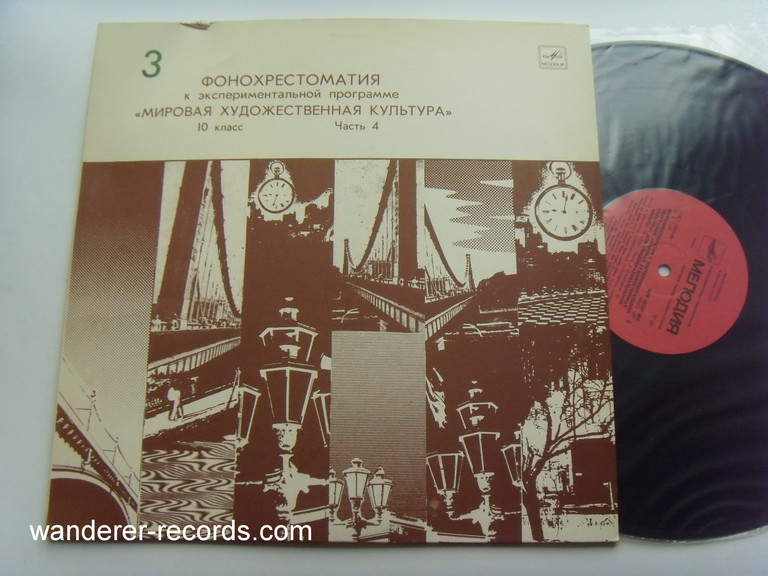 3
ФОНОХРЕСТОМАТИЯ
к экспериментальной программе
«МИРОВАЯ ХУДОЖЕСТВЕННАЯ КУЛЬТУРА»
10 класс Часть 4
МЕЛОДИЯ
wanderer-records.com